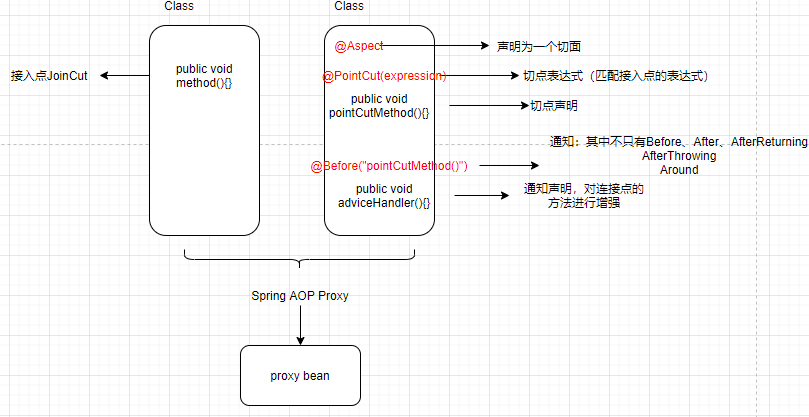 Class
Class
@Aspect
声明为一个切面
接入点JoinCut
public void
method(){}
@PointCut(expression)
切点表达式（匹配接入点的表达式）
public void
pointCutMethod(){}
切点声明
@Before("pointCutMethod()")
通知：其中不只有Before、After、AfterReturning
AfterThrowing
Around
public void
adviceHandler(){}
通知声明，对连接点的
方法进行增强
Spring AOP Proxy
proxy bean